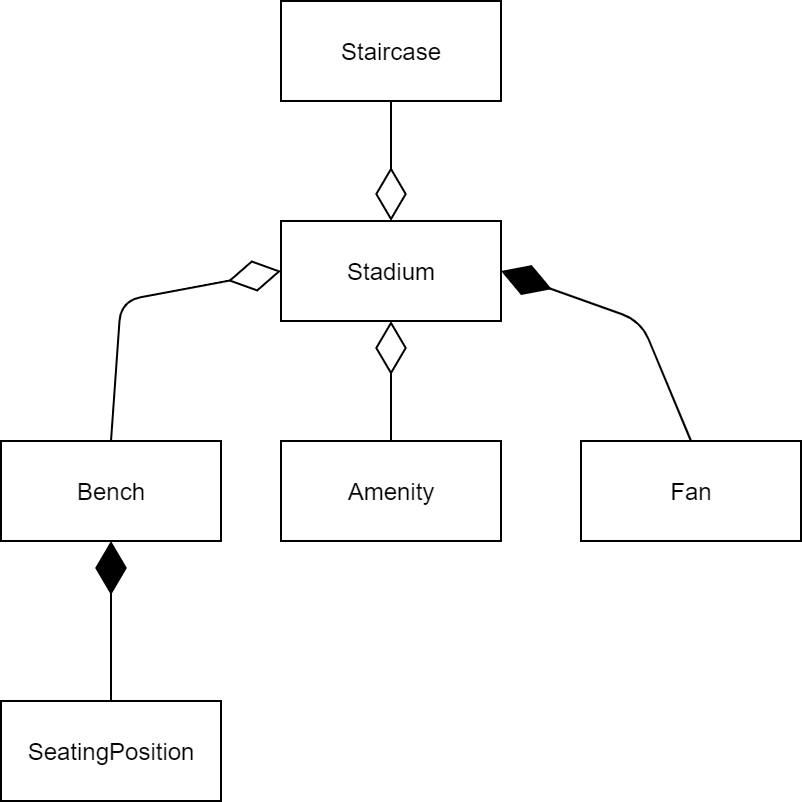 Staircase
Stadium
Bench
Amenity
Fan
SeatingPosition